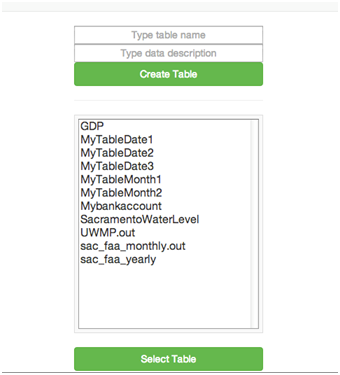 Type table name
Type data description
Create Table
GDP
MyTableDate1
MyTableDate2
MyTableDate3
MyTableMonth1
MyTableMonth2
Mybankaccount
SacramentoWaterLevel
UWMP.out
sac_faa_monthly.out
sac_faa_yearly
Select Table